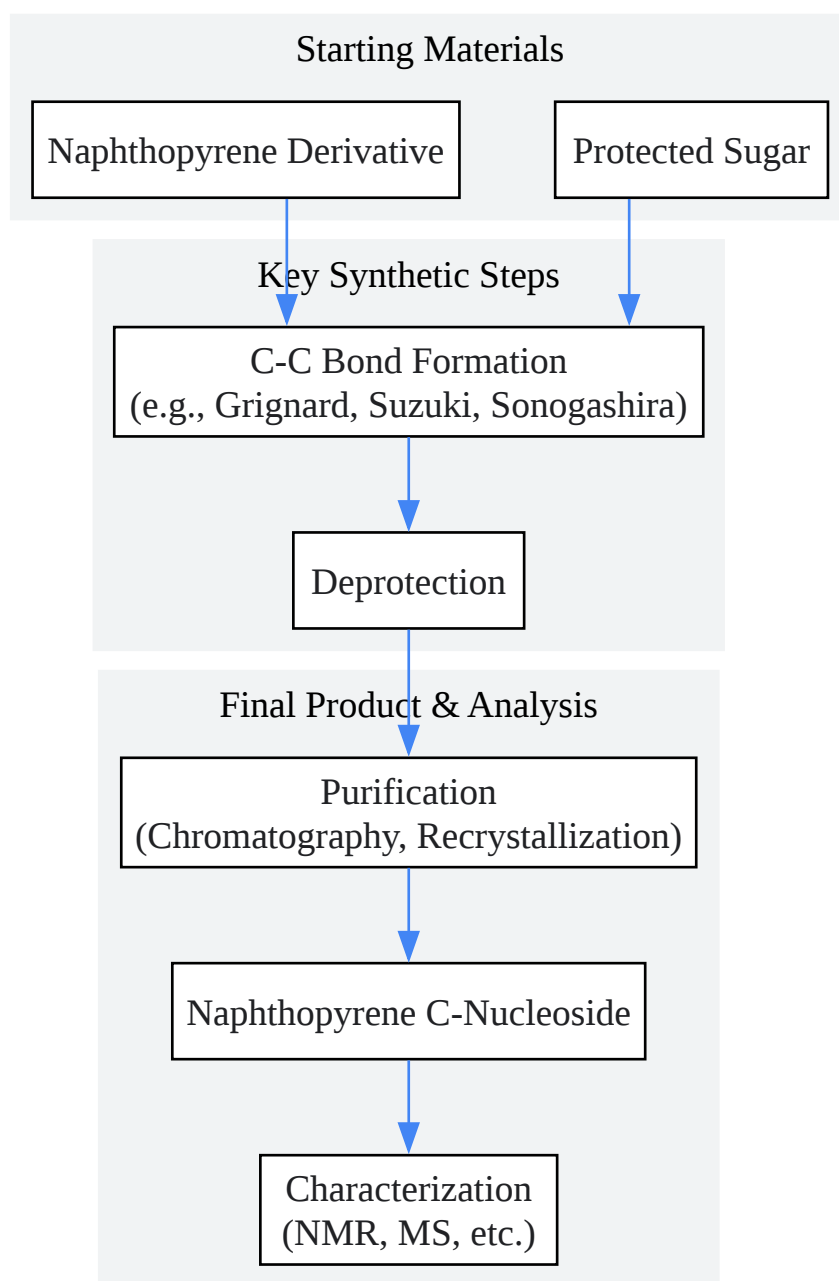 Starting Materials
Naphthopyrene Derivative
Protected Sugar
Key Synthetic Steps
C-C Bond Formation
(e.g., Grignard, Suzuki, Sonogashira)
Deprotection
Final Product & Analysis
Purification
(Chromatography, Recrystallization)
Naphthopyrene C-Nucleoside
Characterization
(NMR, MS, etc.)